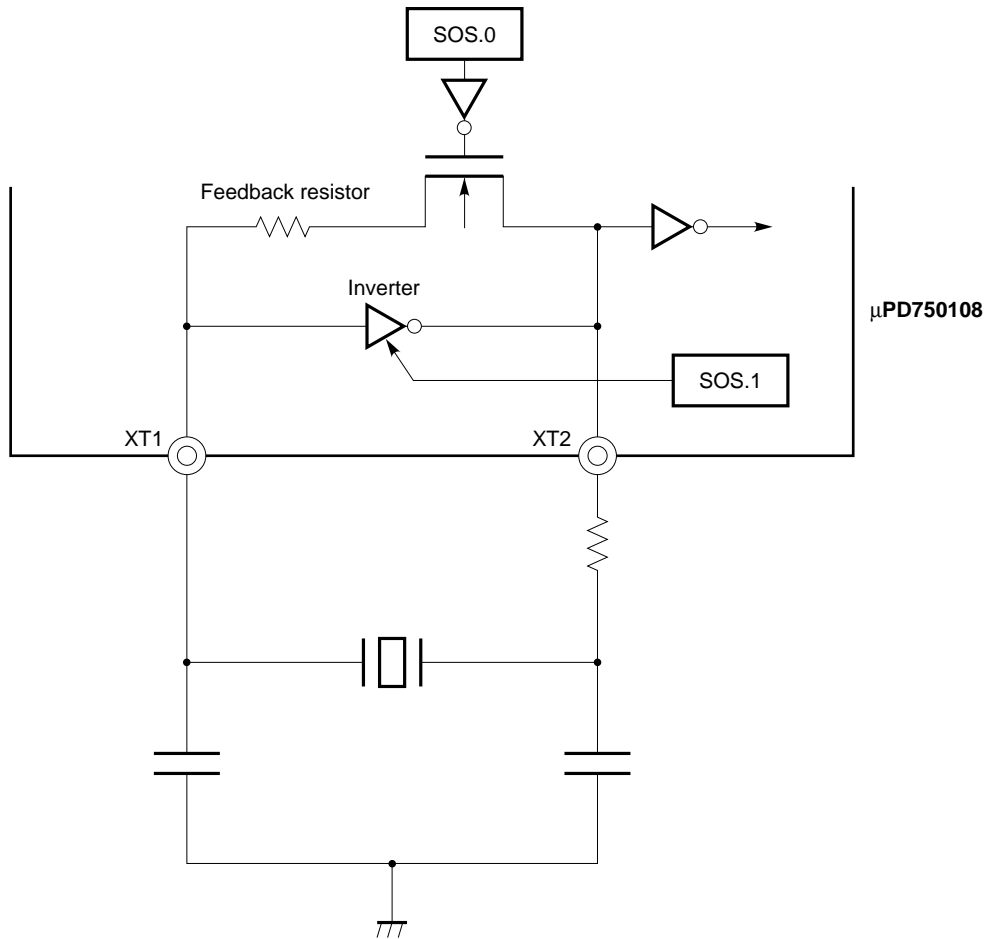 SOS.0
Feedback resistor
Inverter
μPD750108
SOS.1
XT1
XT2